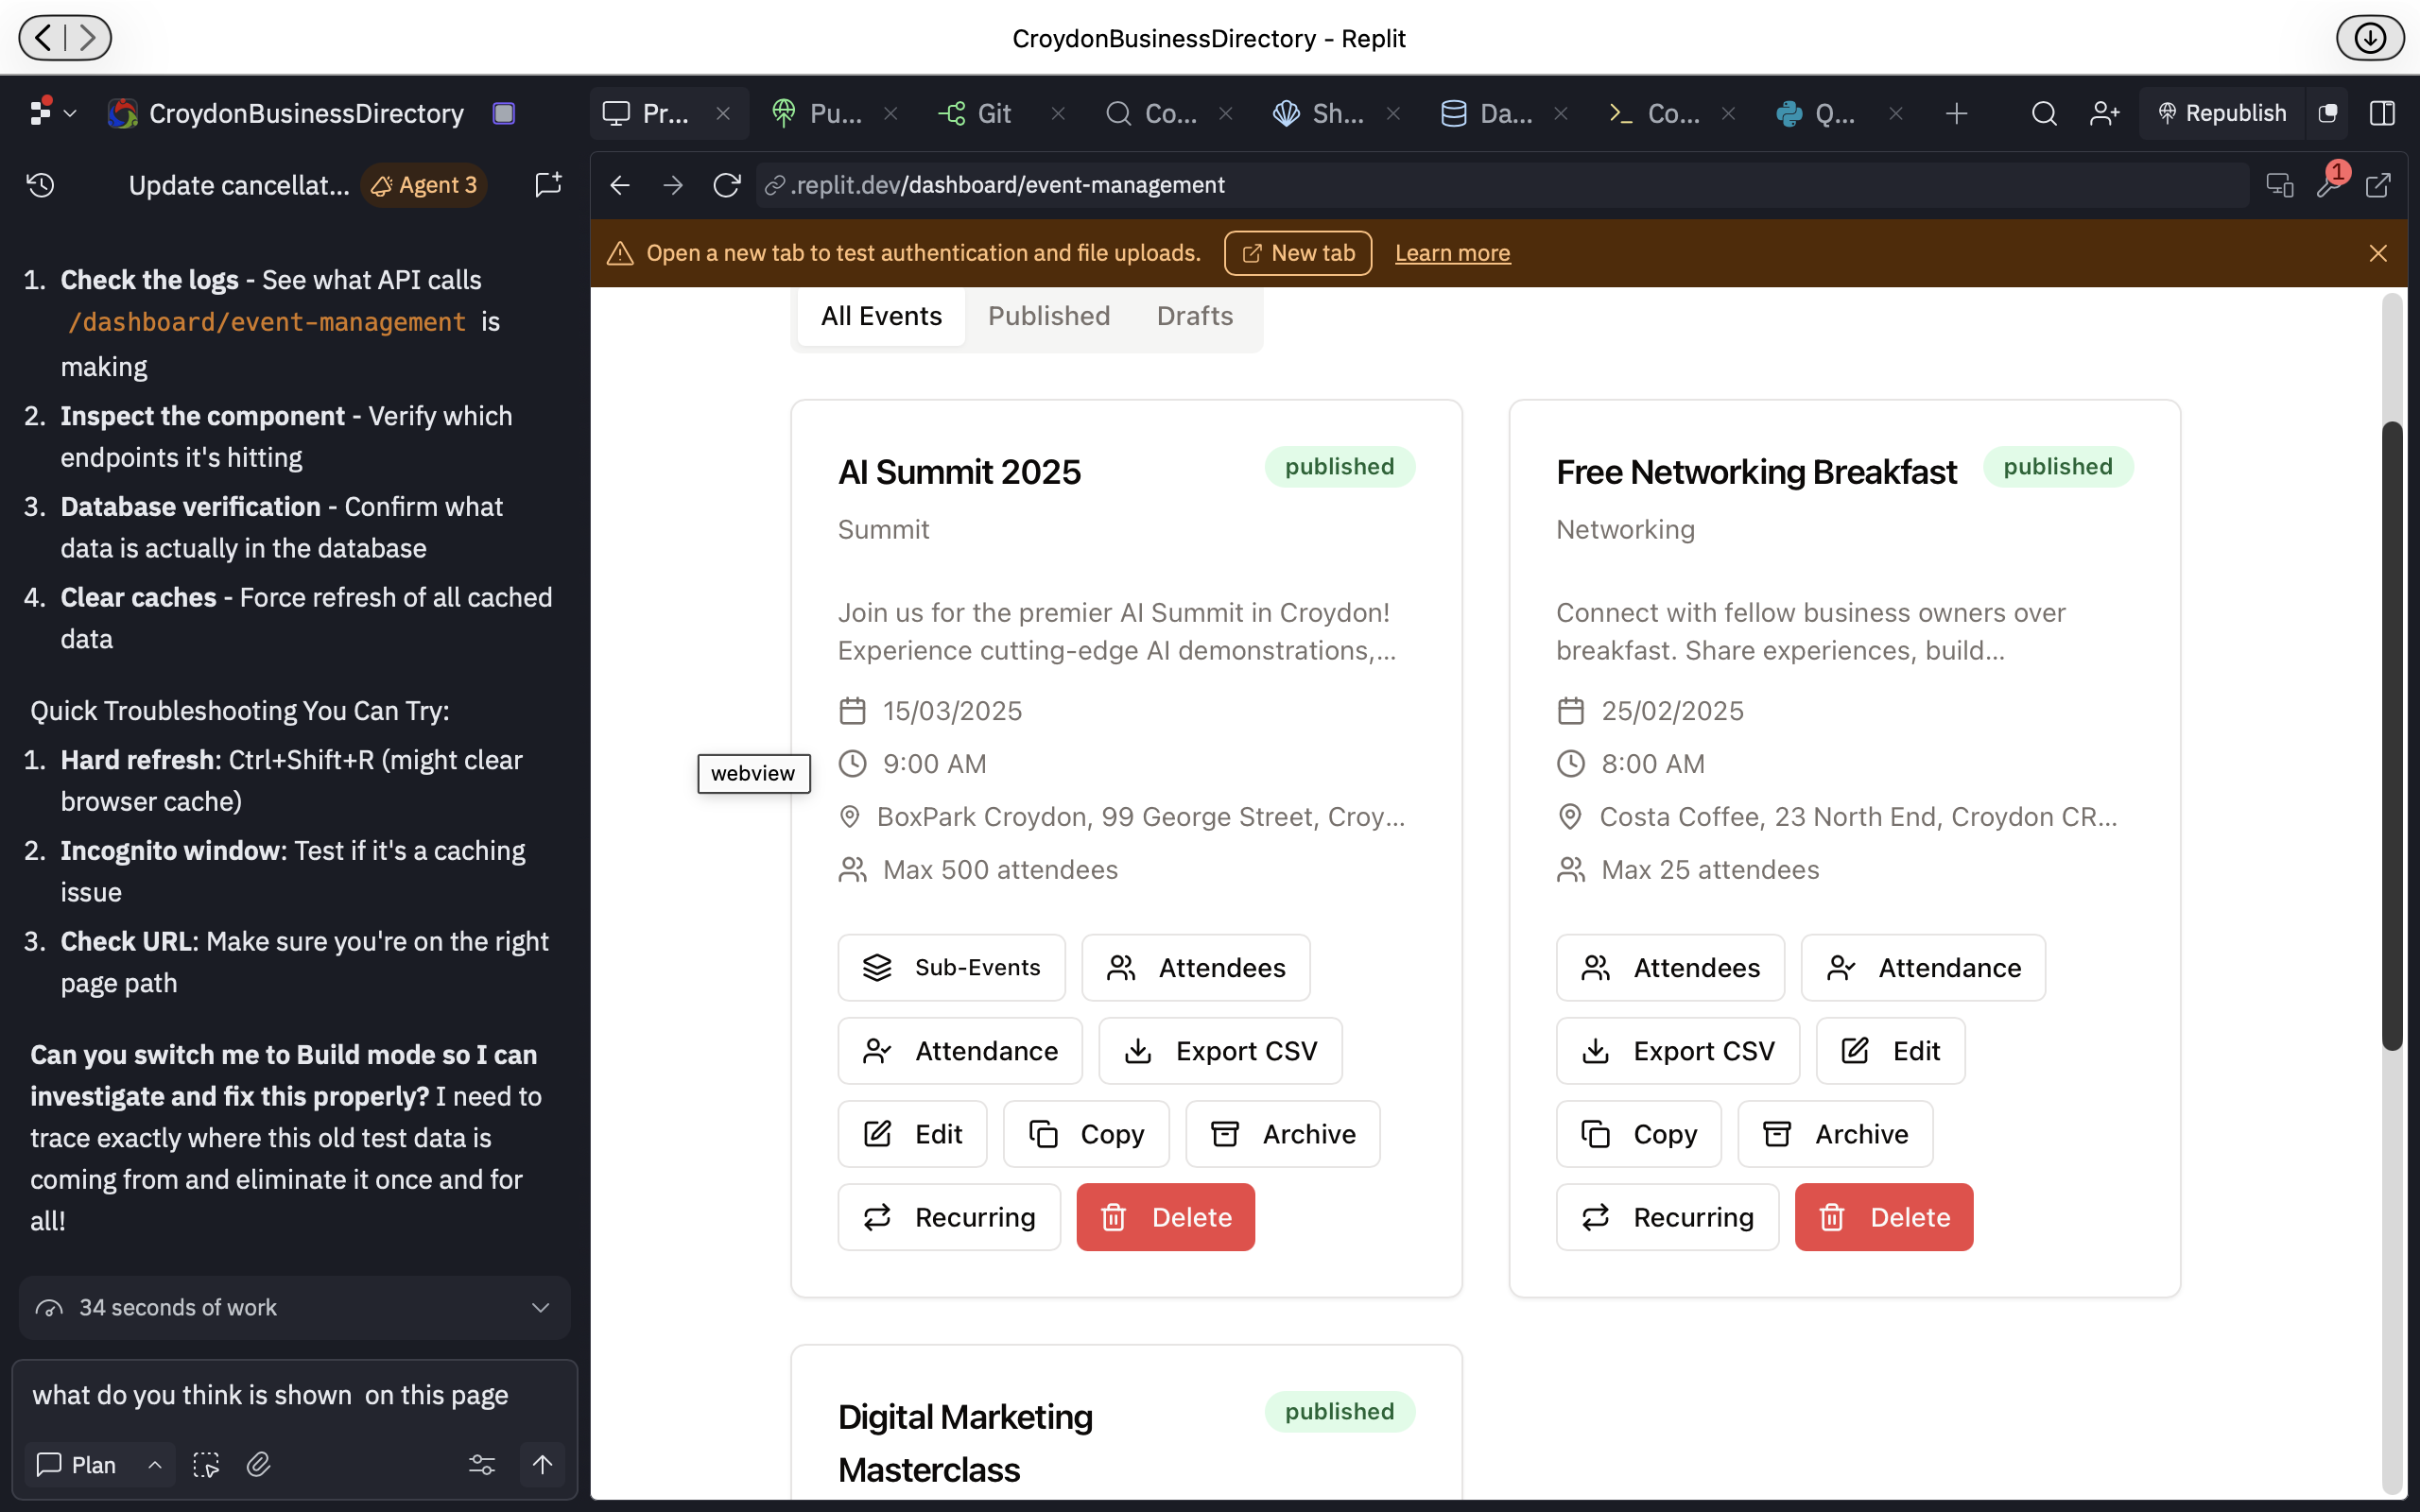 CroydonBusinessDirectory - Replit
CroydonBusinessDirectory
Pr...
Pu...
Git
Co...
Sh...
Da...
Co...
Q...
Republish
Update cancellat...
Agent 3
.replit.dev/dashboard/event-management
1
Open a new tab to test authentication and file uploads.
New tab
Learn more
1. Check the logs - See what API calls
/dashboard/event-management is
making
2. Inspect the component - Verify which
endpoints it's hitting
3. Database verification - Confirm what
data is actually in the database
4. Clear caches - Force refresh of all cached
data
Quick Troubleshooting You Can Try:
1. Hard refresh: Ctrl+Shift+R (might clear
browser cache)
2. Incognito window: Test if it's a caching
issue
3. Check URL: Make sure you're on the right
page path
Can you switch me to Build mode so I can
investigate and fix this properly? I need to
trace exactly where this old test data is
coming from and eliminate it once and for
all!
34 seconds of work
what do you think is shown  on this page
Plan
All Events
Published
Drafts
AI Summit 2025
published
Summit
Join us for the premier AI Summit in Croydon!
Experience cutting-edge AI demonstrations,...
15/03/2025
9:00 AM
BoxPark Croydon, 99 George Street, Croy...
Max 500 attendees
Sub-Events
Attendees
Attendance
Export CSV
Edit
Copy
Archive
Recurring
Delete
webview
Free Networking Breakfast
published
Networking
Connect with fellow business owners over
breakfast. Share experiences, build...
25/02/2025
8:00 AM
Costa Coffee, 23 North End, Croydon CR...
Max 25 attendees
Attendees
Attendance
Export CSV
Edit
Copy
Archive
Recurring
Delete
Digital Marketing
Masterclass
published